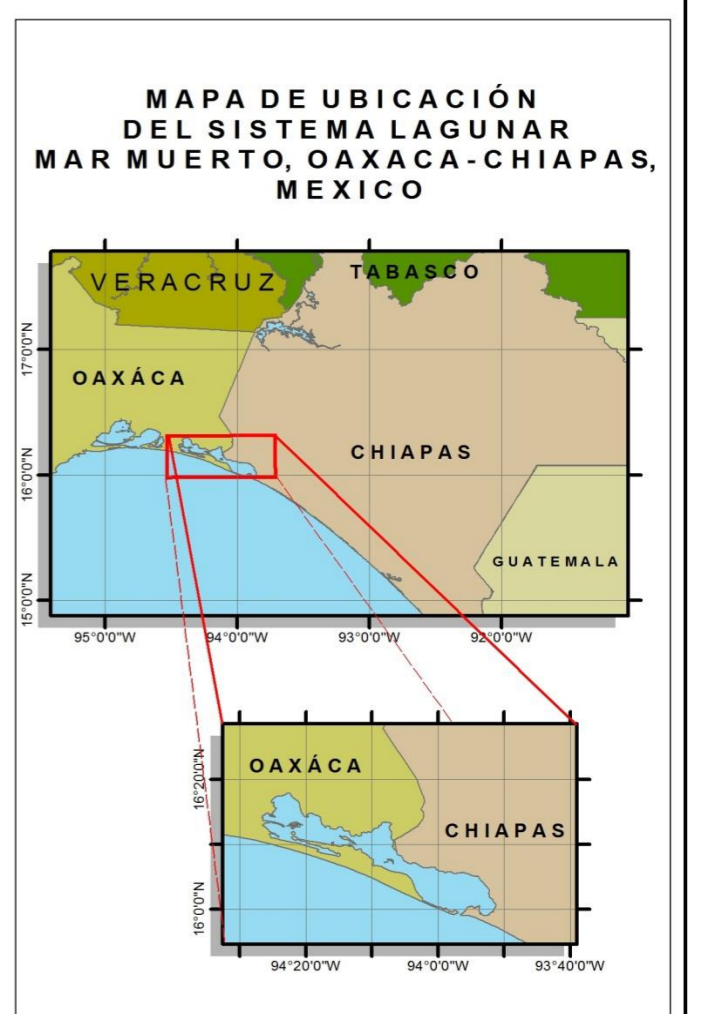 MAPA DE UBICACIÓN
DEL SISTEMA LAGUNAR
MAR MUERTO, OAXACA-CHIAPAS,
MEXICO
VERACRUZ
TABASCO
OAXÁCA
CHIAPAS
GUATEMALA
17°0'0"N
16°0'0"N
15°0'0"N
95°0'0"W
94°0'0"W
93°0'0"W
92°0'0"W
OAXÁCA
CHIAPAS
16°20'0"N
16°0'0"N
94°20'0"W
94°0'0"W
93°40'0"W